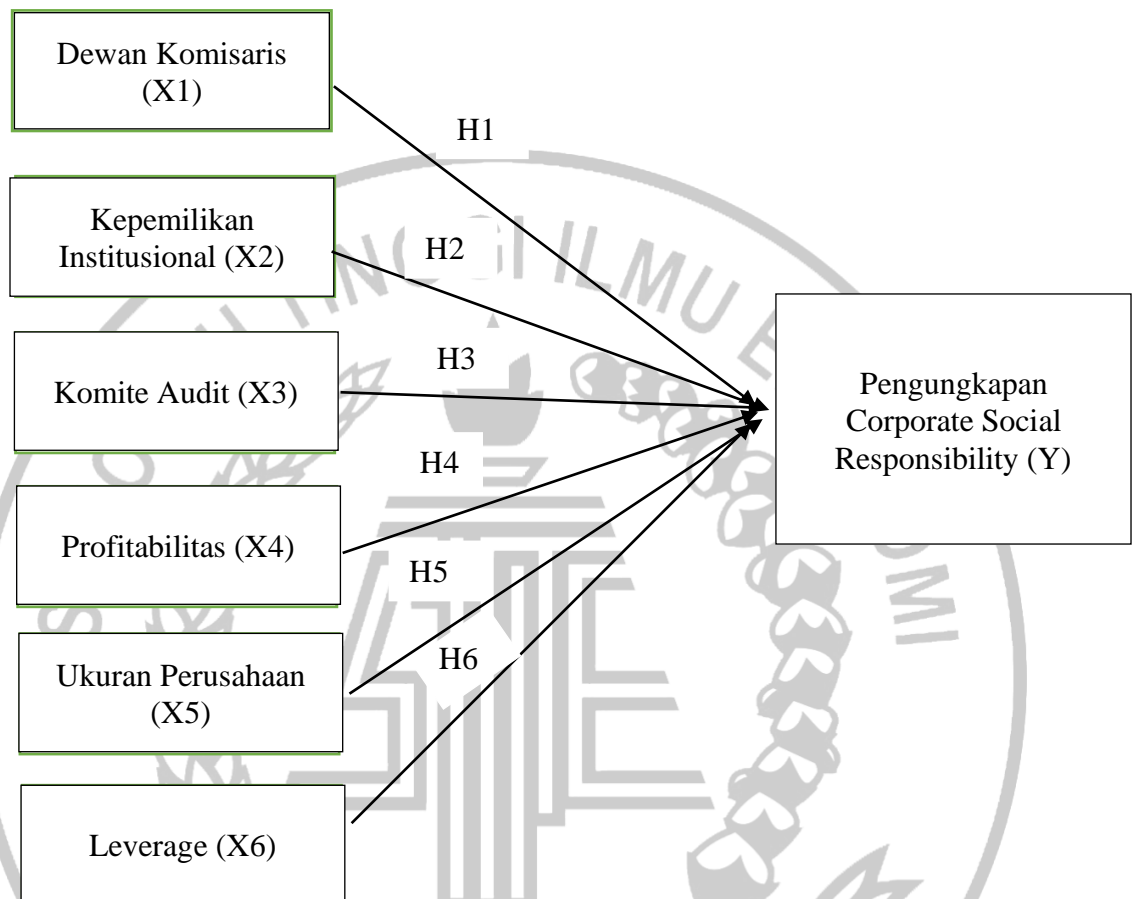 Dewan Komisaris
(X1)
H1
Kepemilikan
Institusional (X2)
H2
Komite Audit (X3)
H3
Pengungkapan
Corporate Social
Responsibility (Y)
Profitabilitas (X4)
H4
H5
Ukuran Perusahaan
(X5)
H6
Leverage (X6)
ILMU